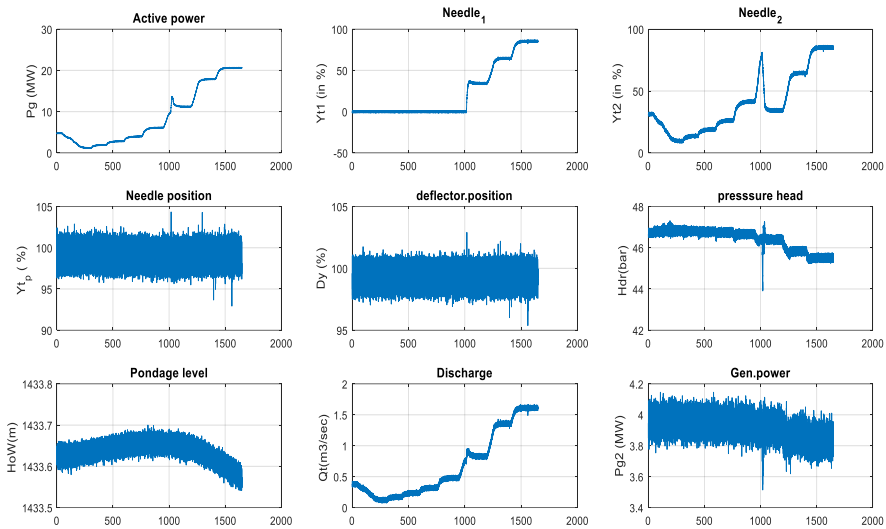 Active power
Pg (MW)
30
20
10
0
0 500 1000 1500 2000
Needle1
Yt1 (in %)
100
50
0
-50
0 500 1000 1500 2000
Needle2
Yt2 (in %)
100
50
0
0 500 1000 1500 2000
Needle position
Ytp ( %)
105
100
95
90
0 500 1000 1500 2000
deflector.position
Dy (%)
105
100
95
0 500 1000 1500 2000
presssure head
Hdr(bar)
48
46
44
42
0 500 1000 1500 2000
Pondage level
HoW(m)
1433.8
1433.7
1433.6
1433.5
0 500 1000 1500 2000
Discharge
Qt(m3/sec)
2
1.5
1
0.5
0
0 500 1000 1500 2000
Gen.power
Pg2 (MW)
4.2
4
3.8
3.6
3.4
0 500 1000 1500 2000